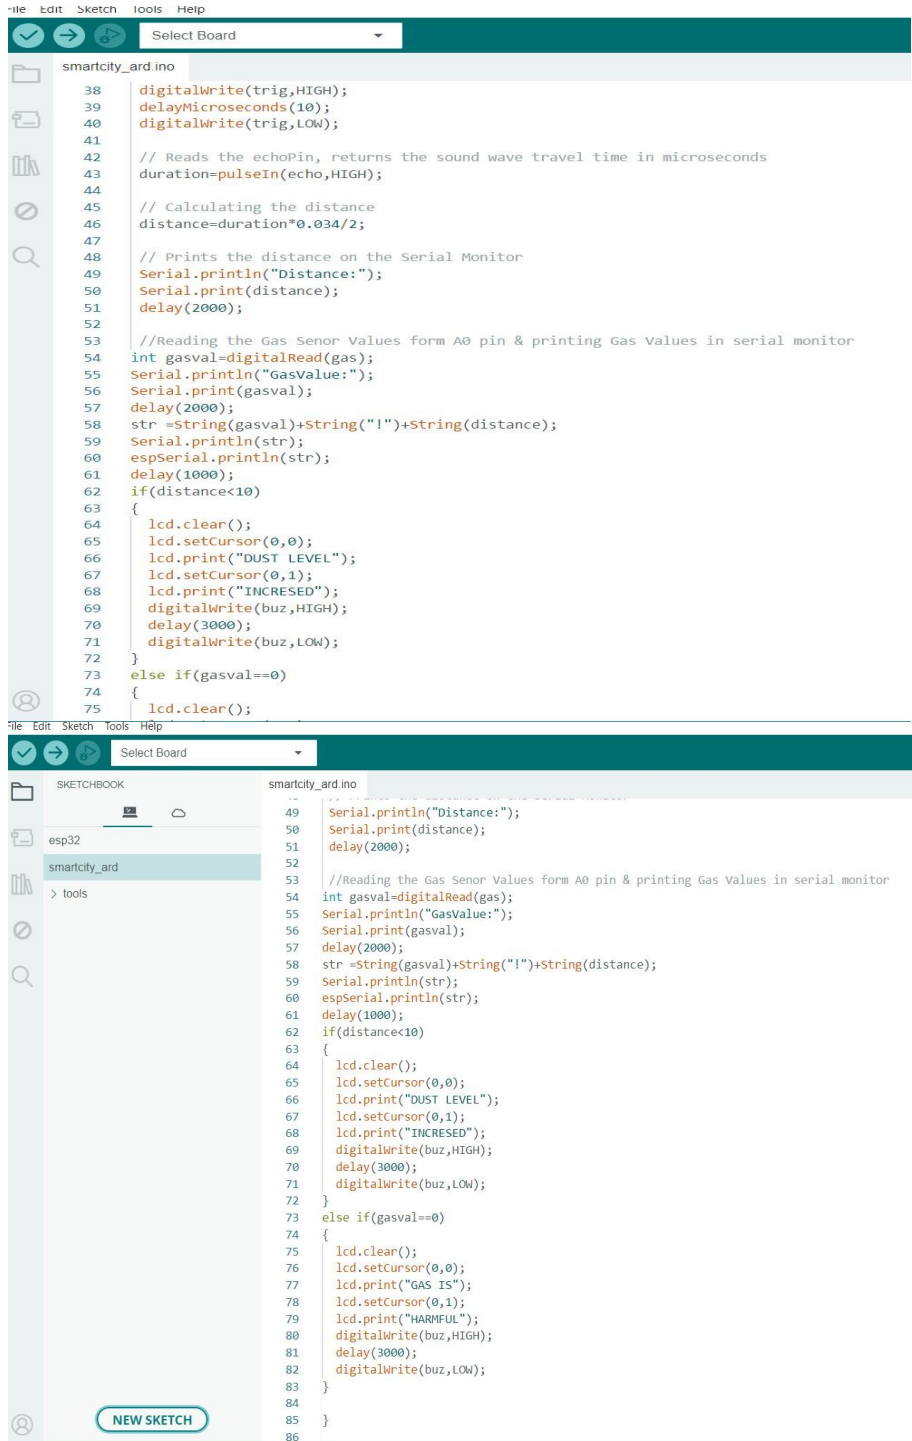 File Edit Sketch Tools Help
Select Board
smartcity_ard.ino
38 digitalWrite(trig,HIGH);
39 delayMicroseconds(10);
40 digitalWrite(trig,LOW);
41
42 // Reads the echoPin, returns the sound wave travel time in microseconds
43 duration=pulseIn(echo,HIGH);
44
45 // Calculating the distance
46 distance=duration*0.034/2;
47
48 // Prints the distance on the Serial Monitor
49 Serial.println("Distance:");
50 Serial.print(distance);
51 delay(2000);
52
53 //Reading the Gas Senor Values form A0 pin & printing Gas Values in serial monitor
54 int gasval=digitalRead(gas);
55 Serial.println("GasValue:");
56 Serial.print(gasval);
57 delay(2000);
58 str =String(gasval)+String("!")+String(distance);
59 Serial.println(str);
60 espSerial.println(str);
61 delay(1000);
62 if(distance<10)
63 {
64 lcd.clear();
65 lcd.setCursor(0,0);
66 lcd.print("DUST LEVEL");
67 lcd.setCursor(0,1);
68 lcd.print("INCRESED");
69 digitalWrite(buz,HIGH);
70 delay(3000);
71 digitalWrite(buz,LOW);
72 }
73 else if(gasval==0)
74 {
75 lcd.clear();
File Edit Sketch Tools Help
Select Board
SKETCHBOOK
esp32
smartcity_ard
> tools
NEW SKETCH
smartcity_ard.ino
49 Serial.println("Distance:");
50 Serial.print(distance);
51 delay(2000);
52
53 //Reading the Gas Senor Values form A0 pin & printing Gas Values in serial monitor
54 int gasval=digitalRead(gas);
55 Serial.println("GasValue:");
56 Serial.print(gasval);
57 delay(2000);
58 str =String(gasval)+String("!")+String(distance);
59 Serial.println(str);
60 espSerial.println(str);
61 delay(1000);
62 if(distance<10)
63 {
64 lcd.clear();
65 lcd.setCursor(0,0);
66 lcd.print("DUST LEVEL");
67 lcd.setCursor(0,1);
68 lcd.print("INCRESED");
69 digitalWrite(buz,HIGH);
70 delay(3000);
71 digitalWrite(buz,LOW);
72 }
73 else if(gasval==0)
74 {
75 lcd.clear();
76 lcd.setCursor(0,0);
77 lcd.print("GAS IS");
78 lcd.setCursor(0,1);
79 lcd.print("HARMFUL");
80 digitalWrite(buz,HIGH);
81 delay(3000);
82 digitalWrite(buz,LOW);
83 }
84
85 }
86